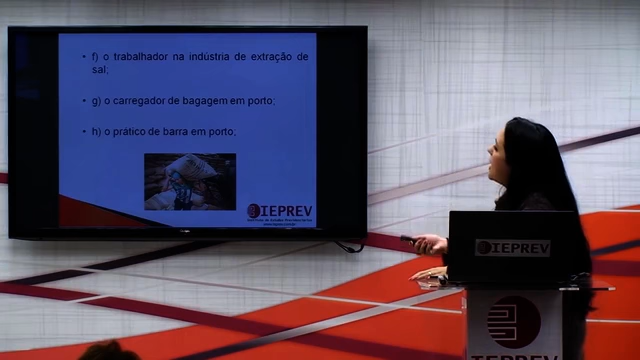 • f) o trabalhador na indústria de extração de
sal;
• g) o carregador de bagagem em porto;
• h) o prático de barra em porto;
IEPREV
IEPREV
IEPREV